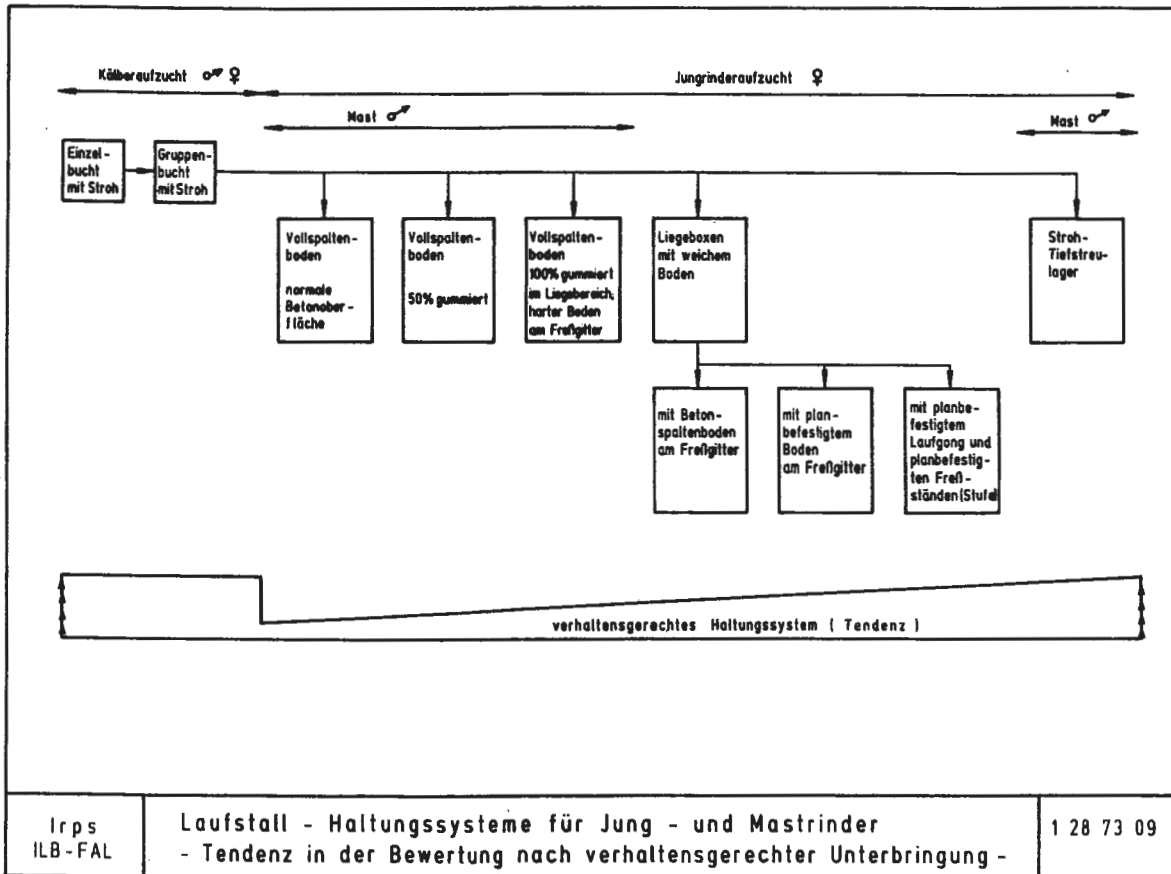 Kälberaufzucht ♂ ♀
Jungrinderaufzucht ♀
Mast ♂
Mast ♂
Einzel-
bucht
mit Stroh
Gruppen-
bucht
mit Stroh
Vollspalten-
boden
normale
Betonober-
fläche
Vollspalten-
boden
50% gummiert
Vollspalten-
boden
100% gummiert
im Liegebereich;
harter Boden
am Freßgitter
Liegeboxen
mit weichem
Boden
Stroh-
Tiefstreu-
lager
mit Beton-
spaltenboden
am Freßgitter
mit plan-
befestigtem
Boden
am Freßgitter
mit planbe-
festigtem
Laufgang und
planbefestig-
ten Freß-
ständen (Stufe)
verhaltensgerechtes Haltungssystem ( Tendenz )
Irps
ILB-FAL
Laufstall - Haltungssysteme für Jung - und Mastrinder
- Tendenz in der Bewertung nach verhaltensgerechter Unterbringung -
1 28 73 09